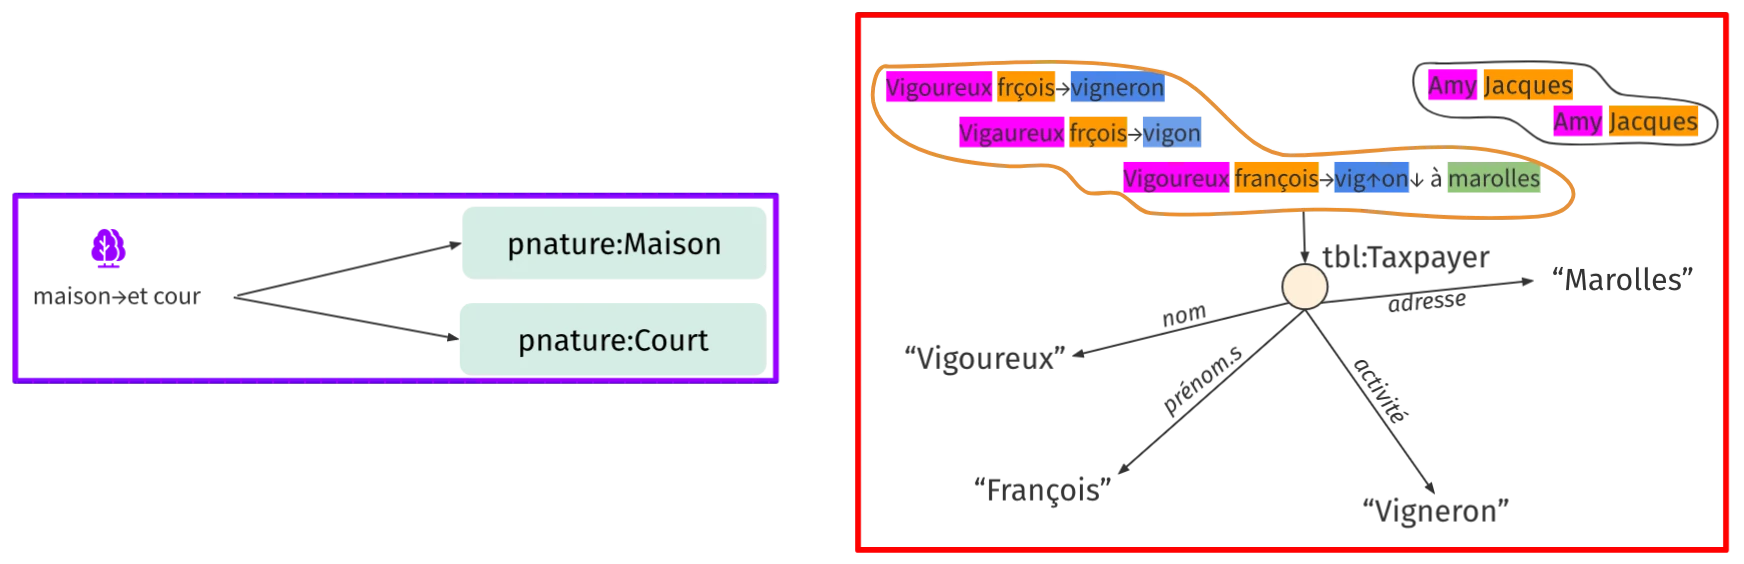 maison→et cour
pnature:Maison
pnature:Court
Vigoureux frçois→vigneron
Vigaureux frçois→vigon
Vigoureux françois→vig↑on↓ à marolles
Amy Jacques
Amy Jacques
tbl:Taxpayer
nom
adresse
prénom.s
activité
“Marolles”
“Vigoureux”
“François”
“Vigneron”